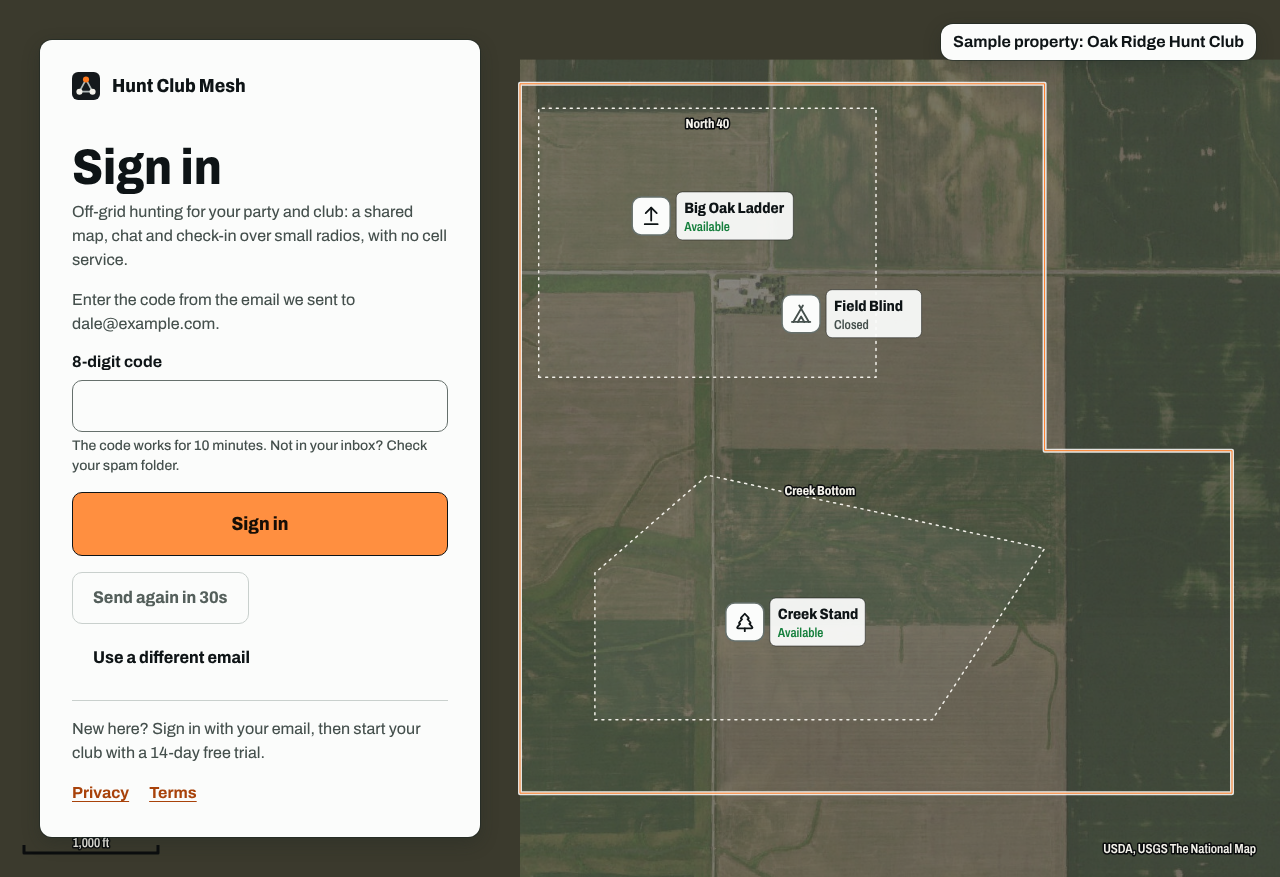 Hunt Club Mesh
Sign in
Off-grid hunting for your party and club: a shared
map, chat and check-in over small radios, with no cell
service.
Enter the code from the email we sent to
dale@example.com.
8-digit code
The code works for 10 minutes. Not in your inbox? Check
your spam folder.
Sign in
Send again in 30s
Use a different email
New here? Sign in with your email, then start your
club with a 14-day free trial.
Privacy Terms
1,000 ft
Sample property: Oak Ridge Hunt Club
North 40
Big Oak Ladder
Available
Field Blind
Closed
Creek Bottom
Creek Stand
Available
USDA, USGS The National Map